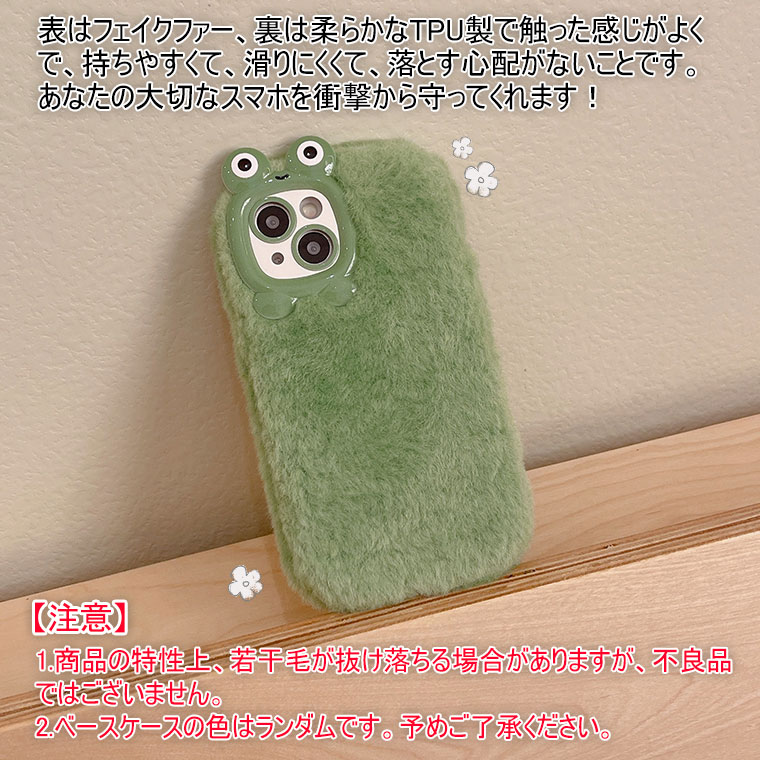 表はフェイクファー、裏は柔らかなTPU製で触った感じがよく
で、持ちやすくて、滑りにくくて、落とす心配がないことです。
あなたの大切なスマホを衝撃から守ってくれます！
【注意】
1.商品の特性上、若干毛が抜け落ちる場合がありますが、不良品
ではございません。
2.ベースケースの色はランダムです。予めご了承ください。